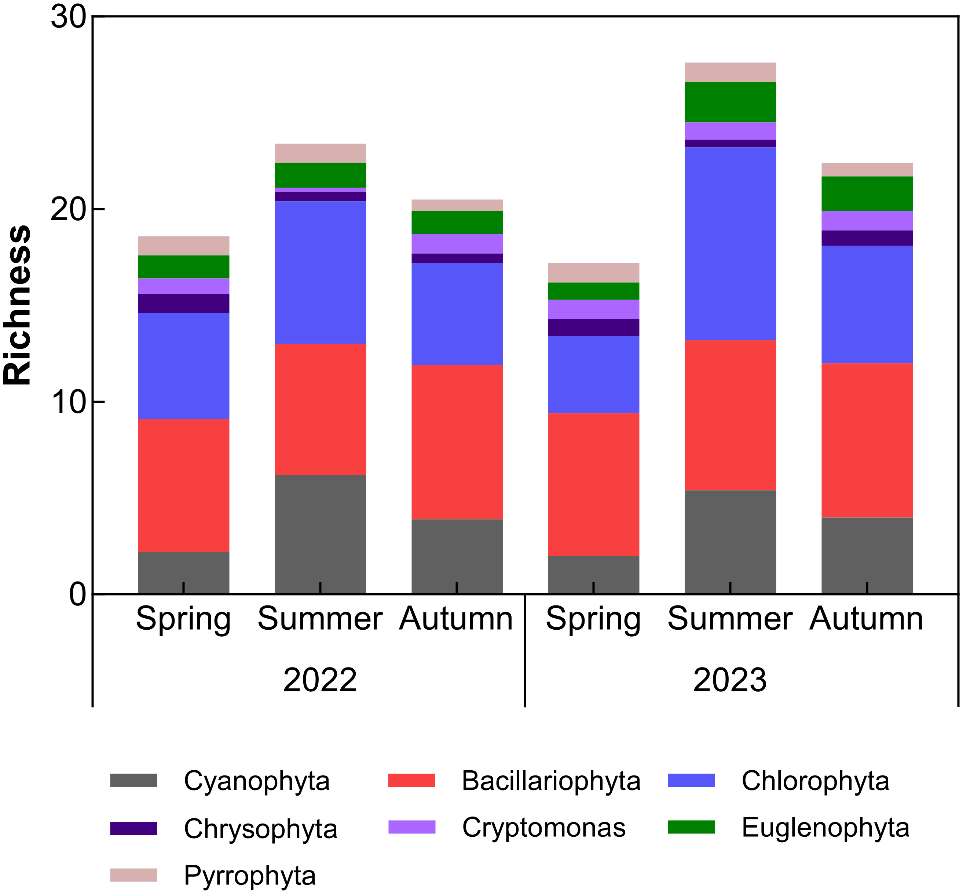 30
20
10
0
Richness
Spring Summer Autumn Spring Summer Autumn
2022 2023
Cyanophyta Bacillariophyta Chlorophyta
Chrysophyta Cryptomonas Euglenophyta
Pyrrophyta